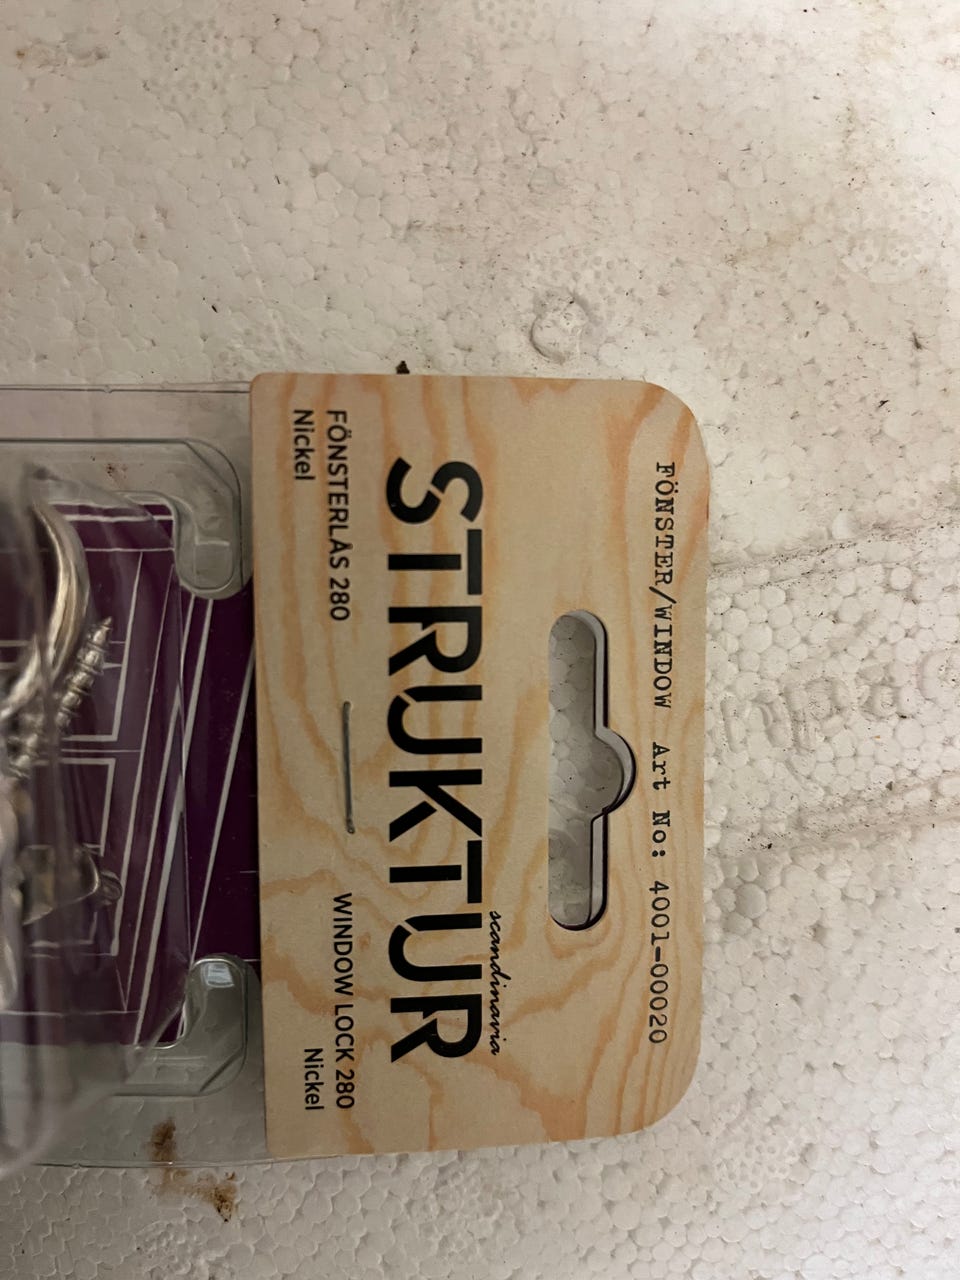 FÖNSTER/WINDOW Art No: 4001-00020
scandinavia
STRUKTUR
FÖNSTERLÅS 280
Nickel
WINDOW LOCK 280
Nickel